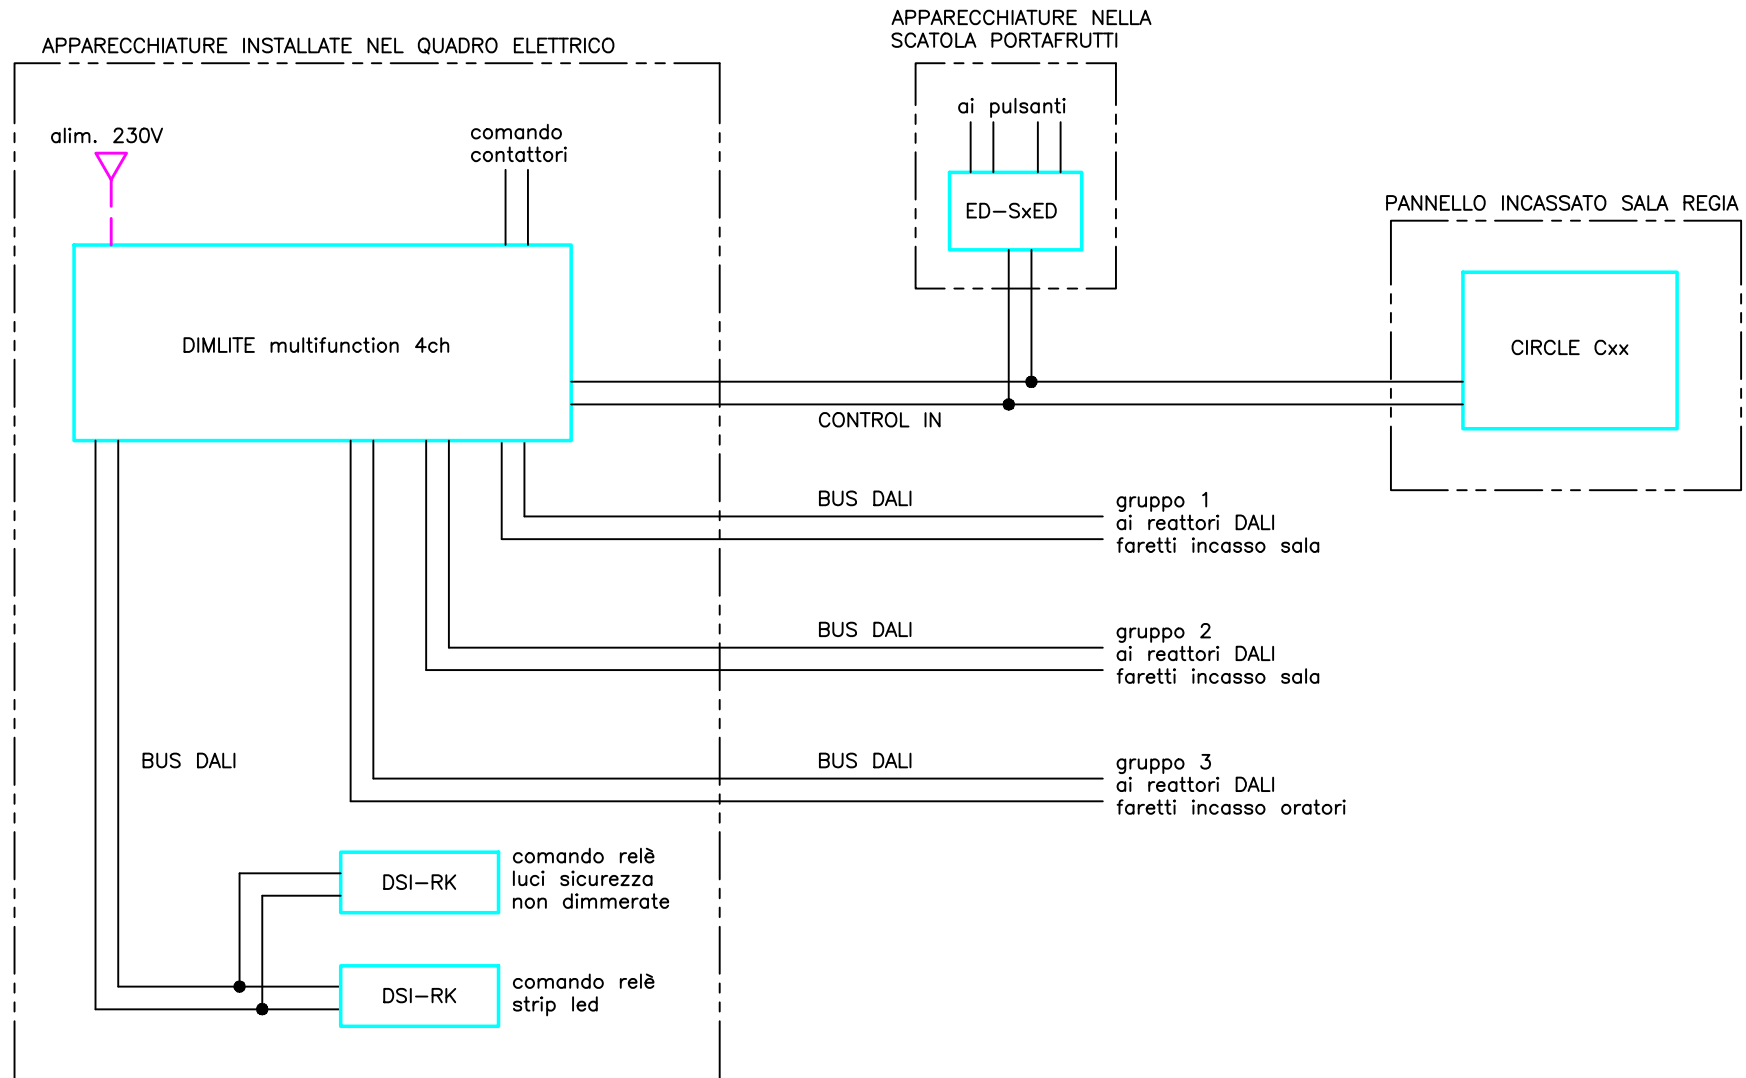 APPARECCHIATURE INSTALLATE NEL QUADRO ELETTRICO
APPARECCHIATURE NELLA
SCATOLA PORTAFRUTTI
ai pulsanti
alim. 230V
comando
contattori
ED-SxED
PANNELLO INCASSATO SALA REGIA
DIMLITE multifunction 4ch
CIRCLE Cxx
CONTROL IN
BUS DALI
gruppo 1
ai reattori DALI
faretti incasso sala
BUS DALI
gruppo 2
ai reattori DALI
faretti incasso sala
BUS DALI
BUS DALI
gruppo 3
ai reattori DALI
faretti incasso oratori
DSI-RK
comando relè
luci sicurezza
non dimmerate
DSI-RK
comando relè
strip led